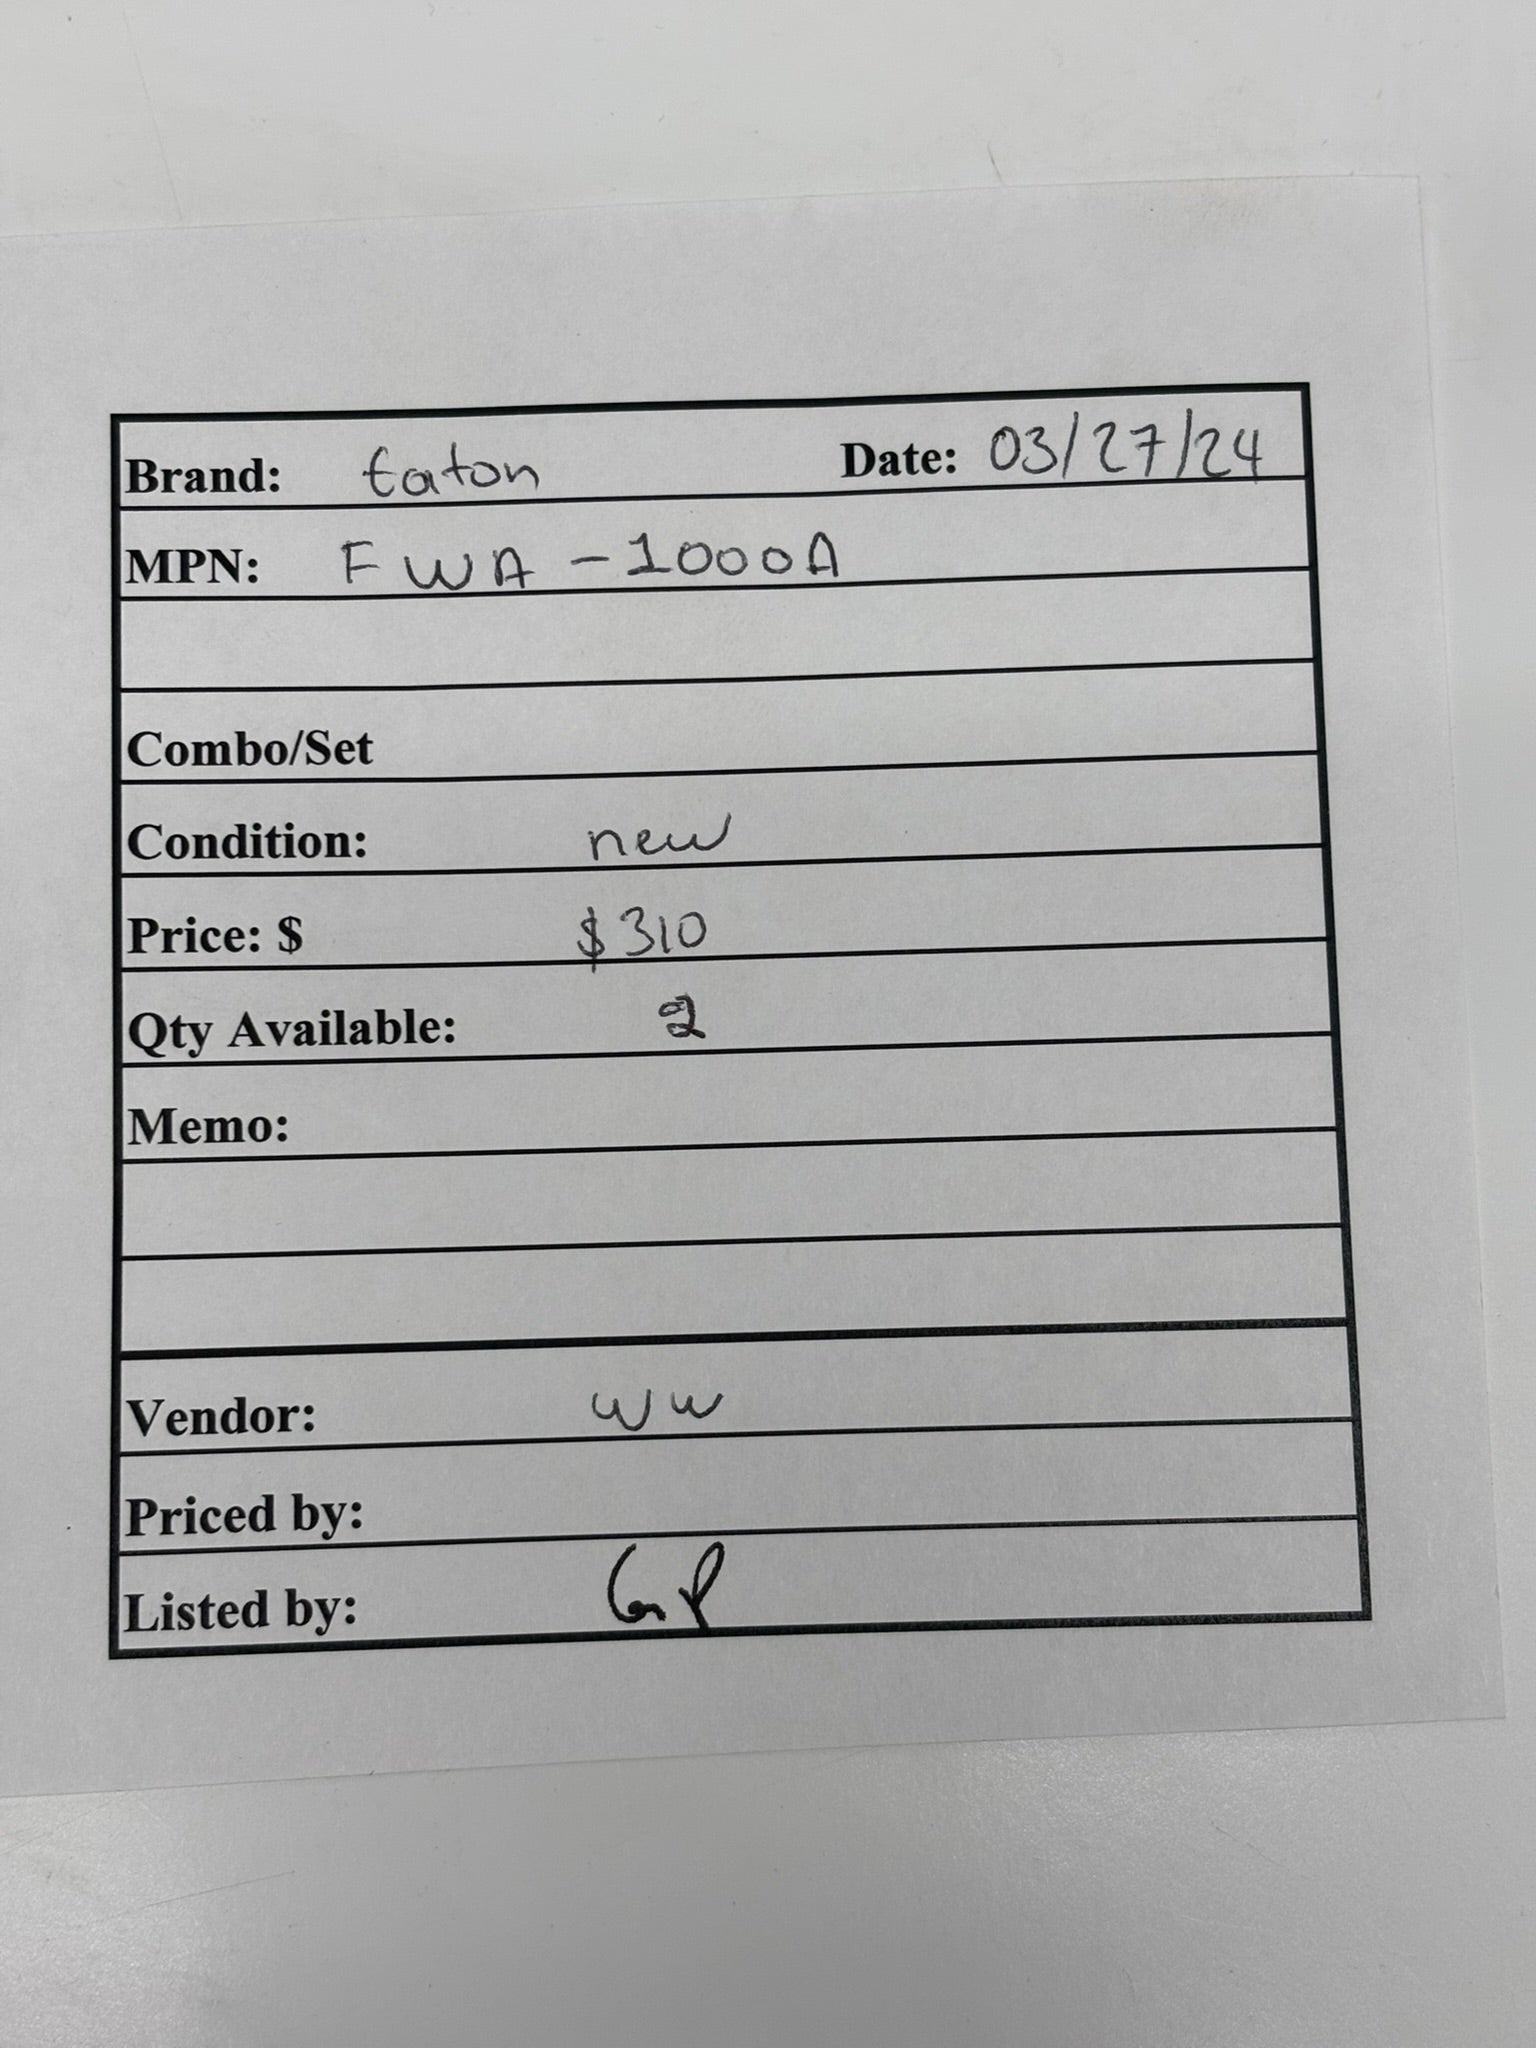 Brand: Eaton Date: 03/27/24
MPN: FWA-1000A
Combo/Set
Condition: new
Price: $ $310
Qty Available: 2
Memo:
Vendor: WW
Priced by:
Listed by: GP